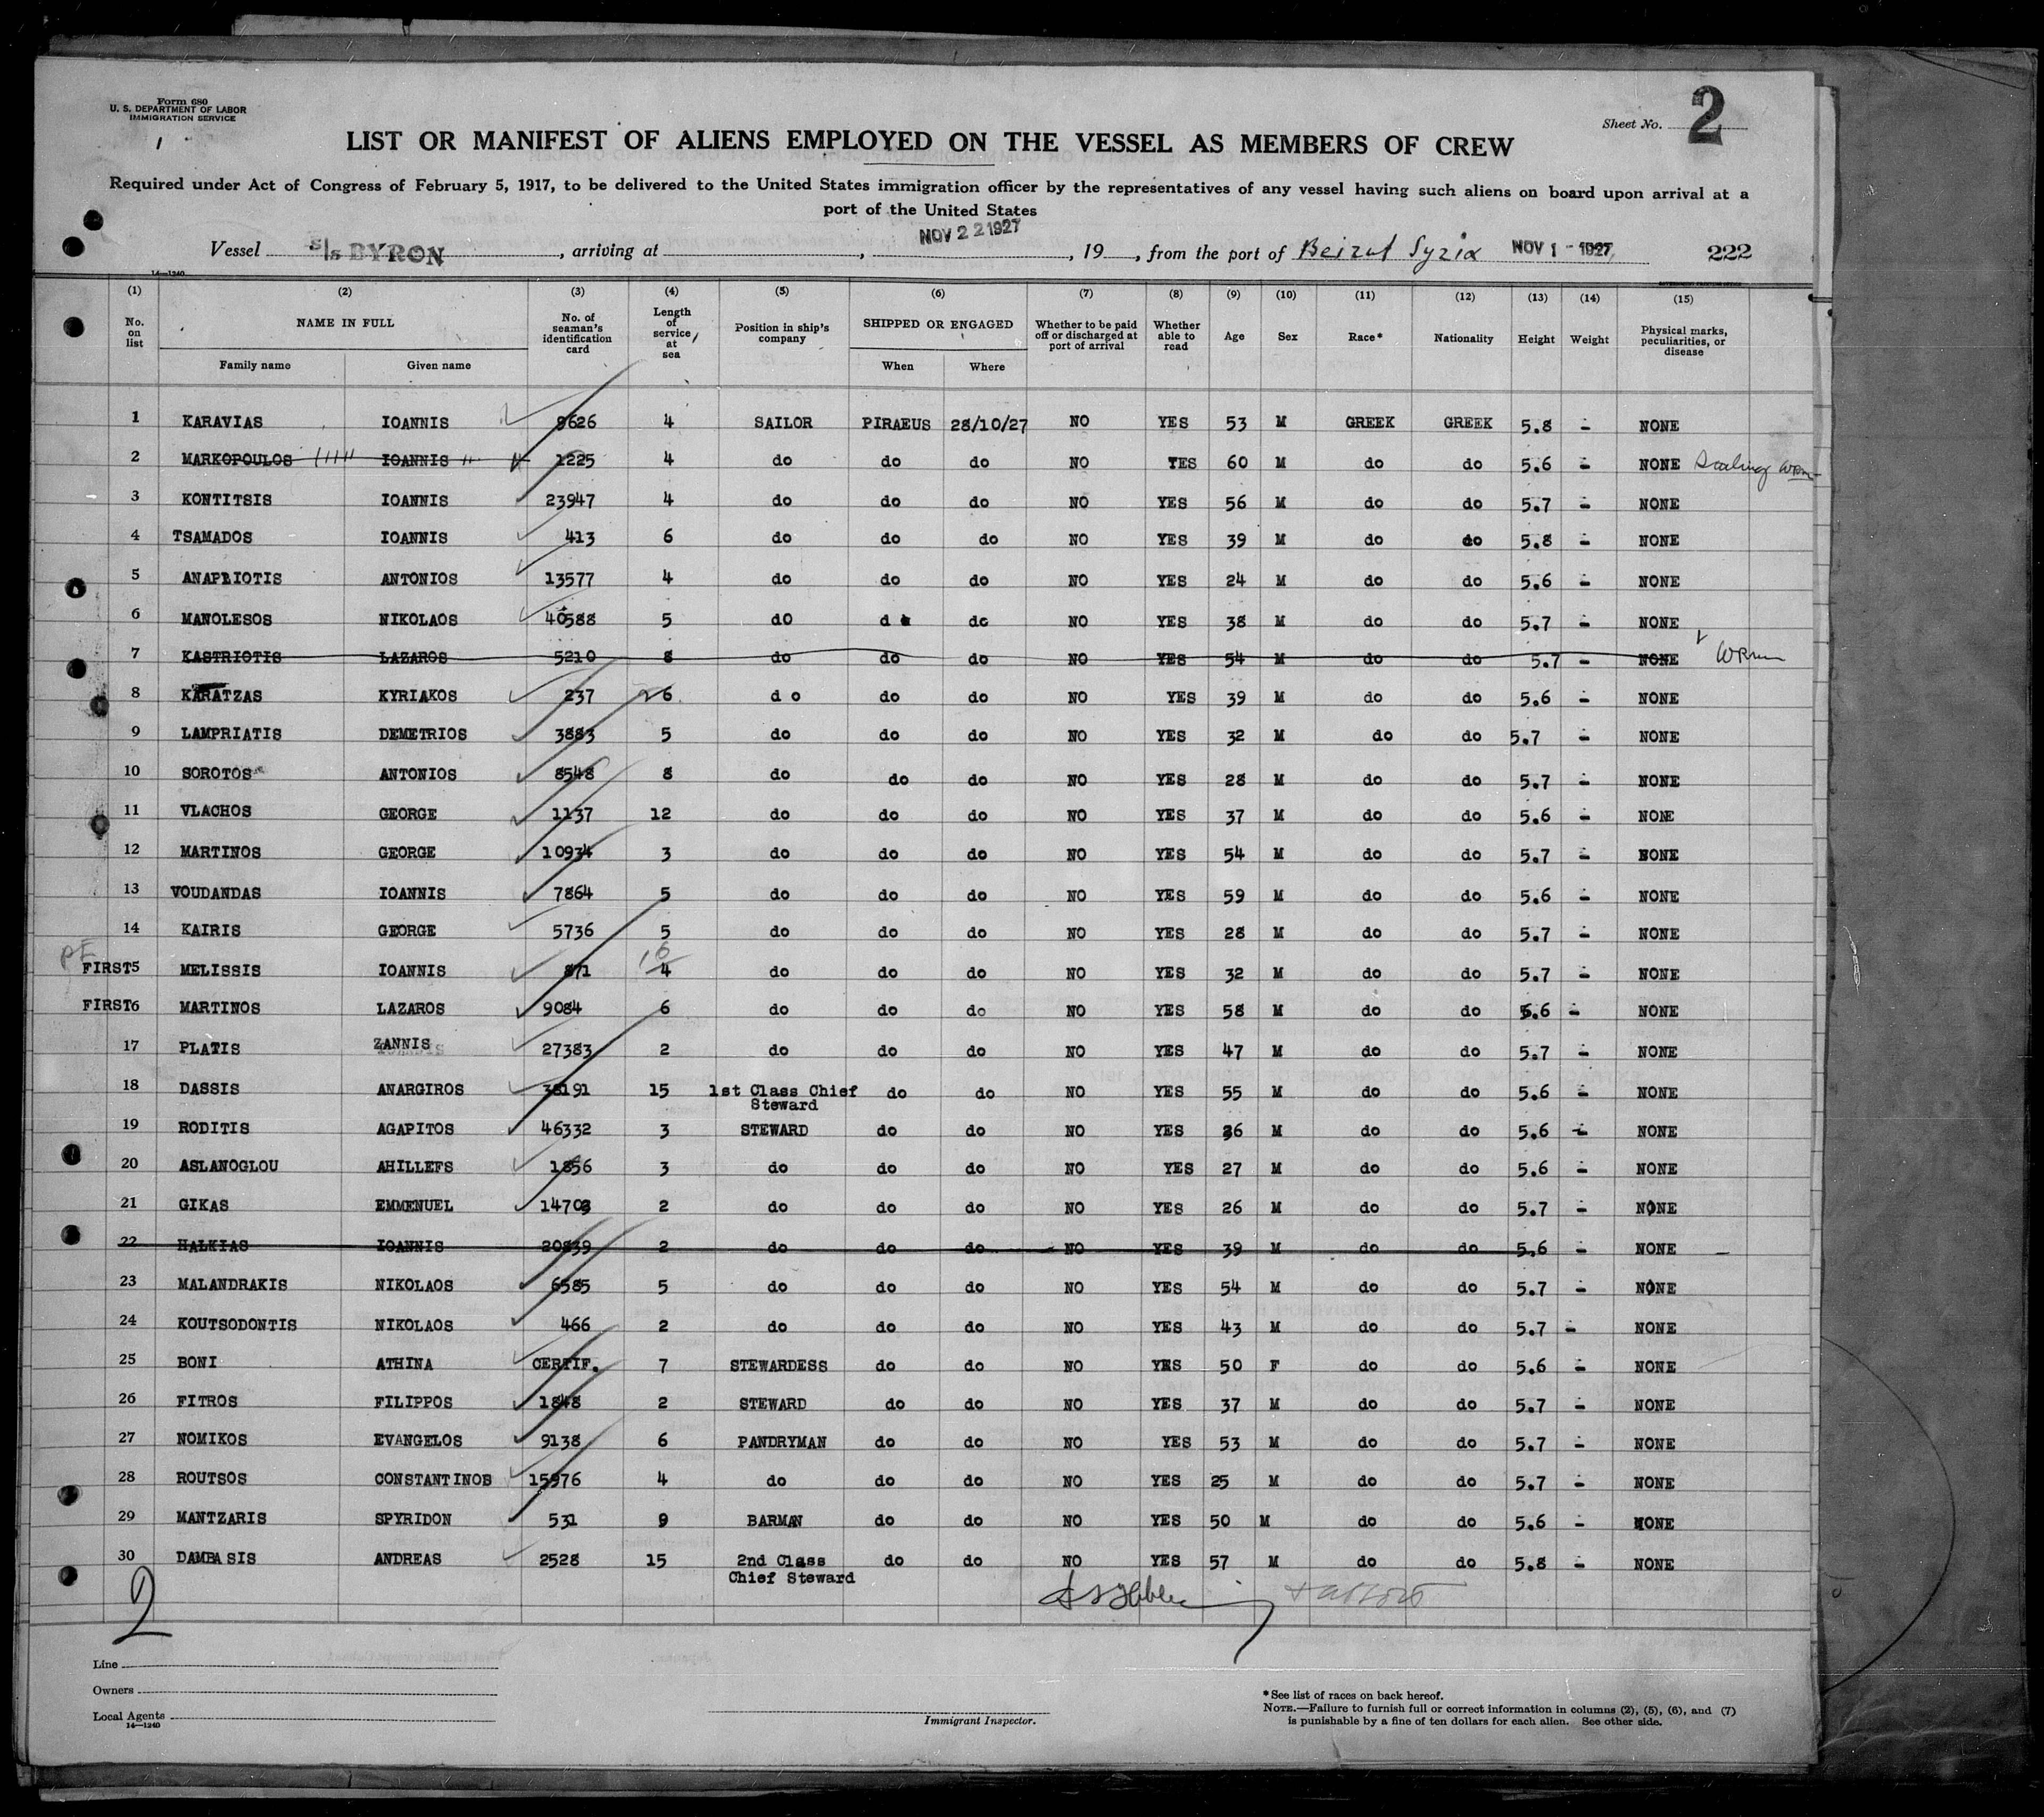 Form 680
U. S. DEPARTMENT OF LABOR
IMMIGRATION SERVICE
Sheet No. 2
LIST OR MANIFEST OF ALIENS EMPLOYED ON THE VESSEL AS MEMBERS OF CREW
Required under Act of Congress of February 5, 1917, to be delivered to the United States immigration officer by the representatives of any vessel having such aliens on board upon arrival at a
port of the United States
Vessel S/s BYRON, arriving at , NOV 22 1927, 19 , from the port of Beirut Syria NOV 1 - 1927, 222
14—1240
(1) (2) (3) (4) (5) (6) (7) (8) (9) (10) (11) (12) (13) (14) (15)
No. on list NAME IN FULL Family name Given name No. of seaman's identification card Length of service at sea Position in ship's company SHIPPED OR ENGAGED When Where Whether to be paid off or discharged at port of arrival Whether able to read Age Sex Race* Nationality Height Weight Physical marks, peculiarities, or disease
1 KARAVIAS IOANNIS 9626 4 SAILOR PIRAEUS 28/10/27 NO YES 53 M GREEK GREEK 5.8 - NONE
2 MARKOPOULOS IOANNIS 1225 4 do do do NO YES 60 M do do 5.6 - NONE
3 KONTITSIS IOANNIS 23947 4 do do do NO YES 56 M do do 5.7 - NONE
4 TSAMADOS IOANNIS 413 6 do do do NO YES 39 M do do 5.8 - NONE
5 ANAPLIOTIS ANTONIOS 13577 4 do do do NO YES 24 M do do 5.6 - NONE
6 MANOLESOS NIKOLAOS 40588 5 dO d do NO YES 38 M do do 5.7 - NONE
7 KASTRIOTIS LAZAROS 5210 8 do do do NO YES 54 M do do 5.7 - NONE
8 KARATZAS KYRIAKOS 237 6 d o do do NO YES 39 M do do 5.6 - NONE
9 LAMPRIATIS DEMETRIOS 3883 5 do do do NO YES 32 M do do 5.7 - NONE
10 SOROTOS ANTONIOS 8548 8 do do do NO YES 28 M do do 5.7 - NONE
11 VLACHOS GEORGE 1137 12 do do do NO YES 37 M do do 5.6 - NONE
12 MARTINOS GEORGE 10934 3 do do do NO YES 54 M do do 5.7 - NONE
13 VOUDANDAS IOANNIS 7864 5 do do do NO YES 59 M do do 5.6 - NONE
14 KAIRIS GEORGE 5736 5 do do do NO YES 28 M do do 5.7 - NONE
PE
FIRST5 MELISSIS IOANNIS 871 4 16 do do do NO YES 32 M do do 5.7 - NONE
FIRST6 MARTINOS LAZAROS 9084 6 do do do NO YES 58 M do do 5.6 - NONE
17 PLATIS ZANNIS 27383 2 do do do NO YES 47 M do do 5.7 - NONE
18 DASSIS ANARGIROS 38191 15 1st Class Chief Steward do do NO YES 55 M do do 5.6 - NONE
19 RODITIS AGAPITOS 46332 3 STEWARD do do NO YES 36 M do do 5.6 - NONE
20 ASLANOGLOU AHILLEFS 1856 3 do do do NO YES 27 M do do 5.6 - NONE
21 GIKAS EMMENUEL 14703 2 do do do NO YES 26 M do do 5.7 - NONE
22 HALKIAS IOANNIS 20839 2 do do do NO YES 39 M do do 5.6 - NONE
23 MALANDRAKIS NIKOLAOS 6585 5 do do do NO YES 54 M do do 5.7 - NONE
24 KOUTSODONTIS NIKOLAOS 466 2 do do do NO YES 43 M do do 5.7 - NONE
25 BONI ATHINA CERTIF. 7 STEWARDESS do do NO YES 50 F do do 5.6 - NONE
26 FITROS FILIPPOS 1848 2 STEWARD do do NO YES 37 M do do 5.7 - NONE
27 NOMIKOS EVANGELOS 9138 6 PANDRYMAN do do NO YES 53 M do do 5.7 - NONE
28 ROUTSOS CONSTANTINOB 15976 4 do do do NO YES 25 M do do 5.7 - NONE
29 MANTZARIS SPYRIDON 531 9 BARMAN do do NO YES 50 M do do 5.6 - NONE
30 DAMBASIS ANDREAS 2528 15 2nd Class Chief Steward do do NO YES 57 M do do 5.8 - NONE
2
Line
Owners
Local Agents
14—1240
Immigrant Inspector.
*See list of races on back hereof.
NOTE.—Failure to furnish full or correct information in columns (2), (5), (6), and (7)
is punishable by a fine of ten dollars for each alien. See other side.